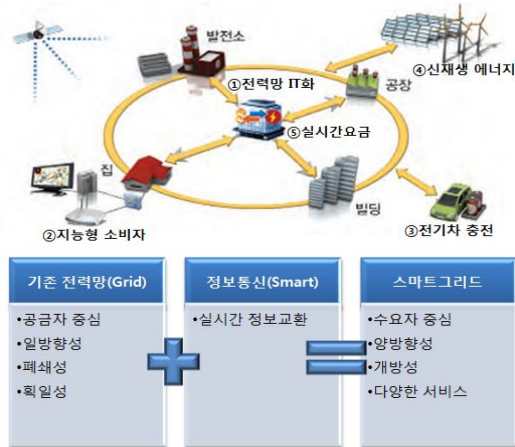 발전소
①전력망 IT화
④신재생 에너지
공장
⑤실시간요금
집
②지능형 소비자
빌딩
③전기차 충전
기존 전력망(Grid)
•공급자 중심
•일방향성
•폐쇄성
•획일성
정보통신(Smart)
•실시간 정보교환
스마트그리드
•수요자 중심
•양방향성
•개방성
•다양한 서비스